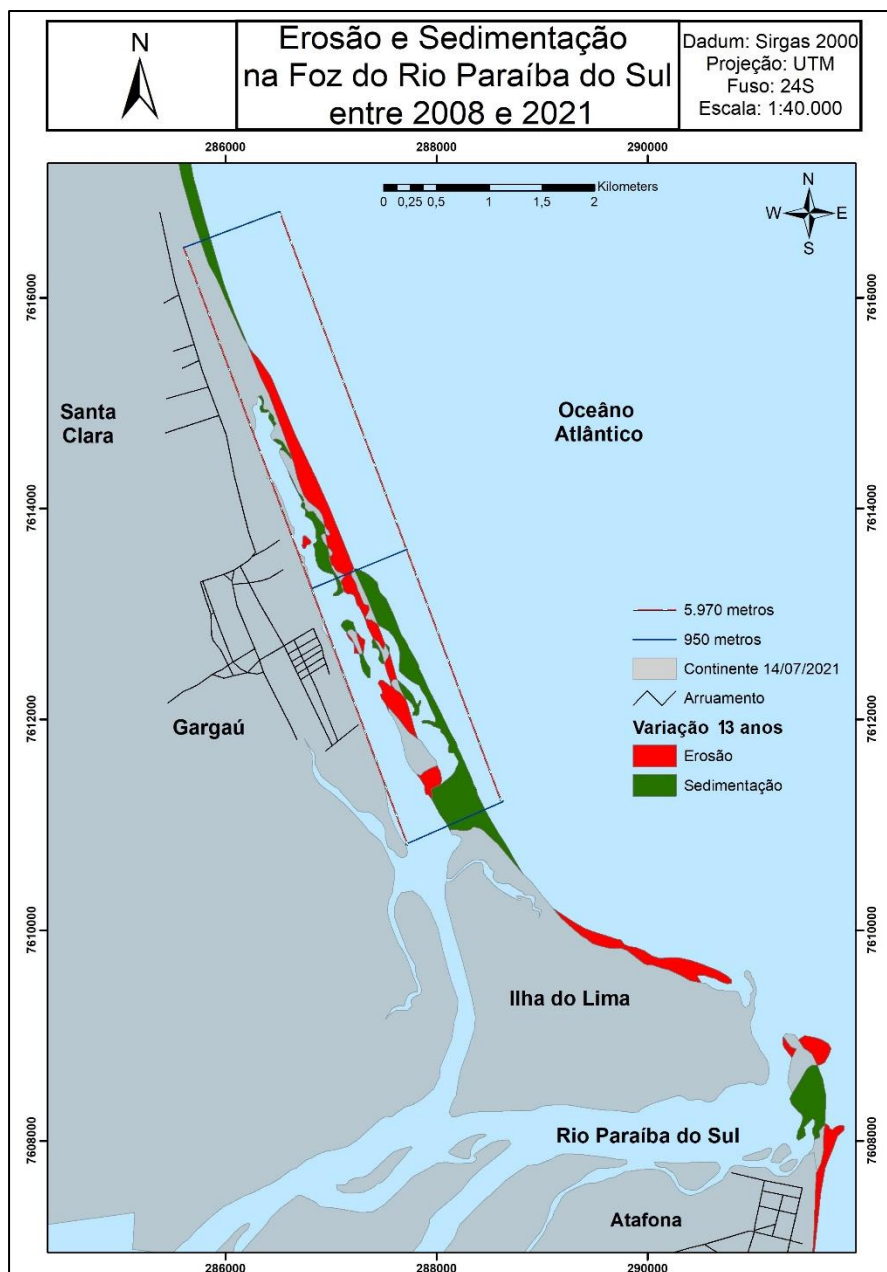 N
Erosão e Sedimentação
na Foz do Rio Paraíba do Sul
entre 2008 e 2021
Dadum: Sirgas 2000
Projeção: UTM
Fuso: 24S
Escala: 1:40.000
286000
288000
290000
Kilometers
0 0,25 0,5 1 1,5 2
N
W E
S
7616000
7616000
Santa
Clara
Oceâno
Atlântico
7614000
7614000
5.970 metros
950 metros
Continente 14/07/2021
Arruamento
Variação 13 anos
Erosão
Sedimentação
7612000
7612000
Gargaú
7610000
7610000
Ilha do Lima
Rio Paraíba do Sul
7608000
7608000
Atafona
286000
288000
290000